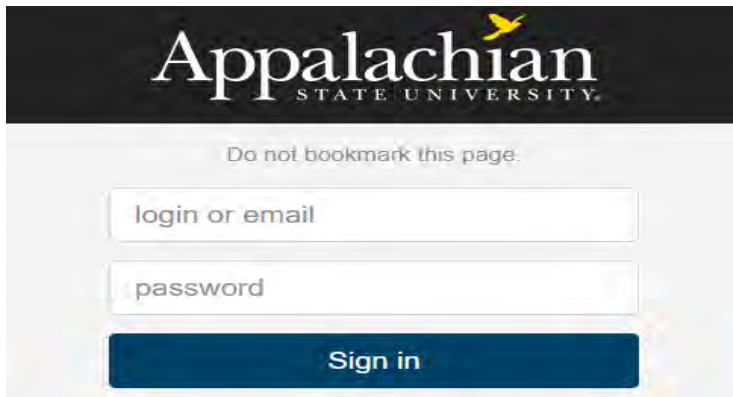 Appalachian
STATE UNIVERSITY.
Do not bookmark this page.
login or email
password
Sign in